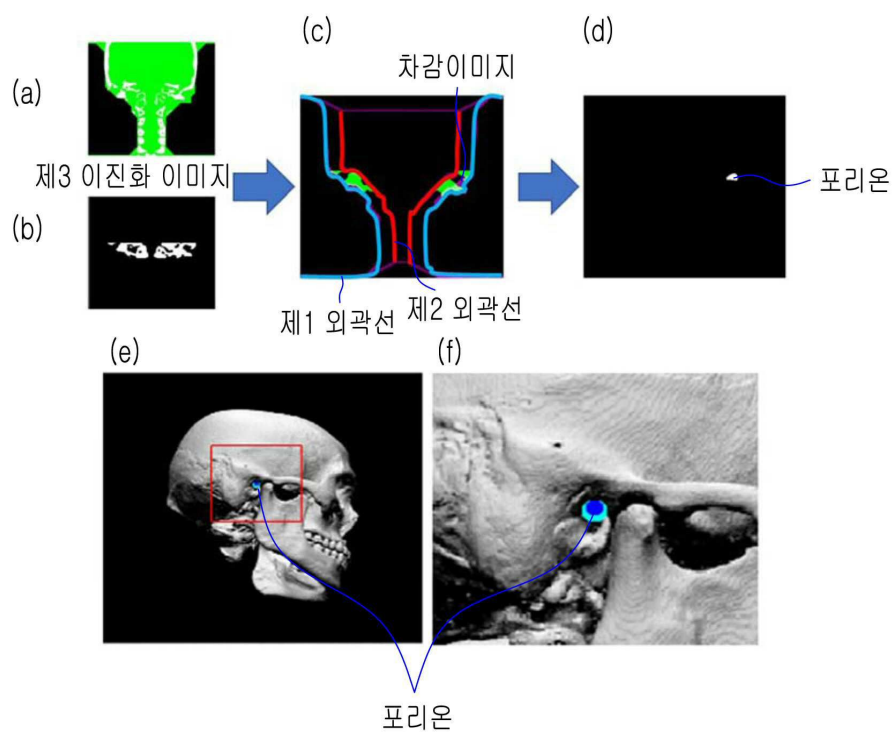 (a)
제3 이진화 이미지
(b)
(c)
차감이미지
제1 외곽선
제2 외곽선
(d)
포리온
(e)
(f)
포리온